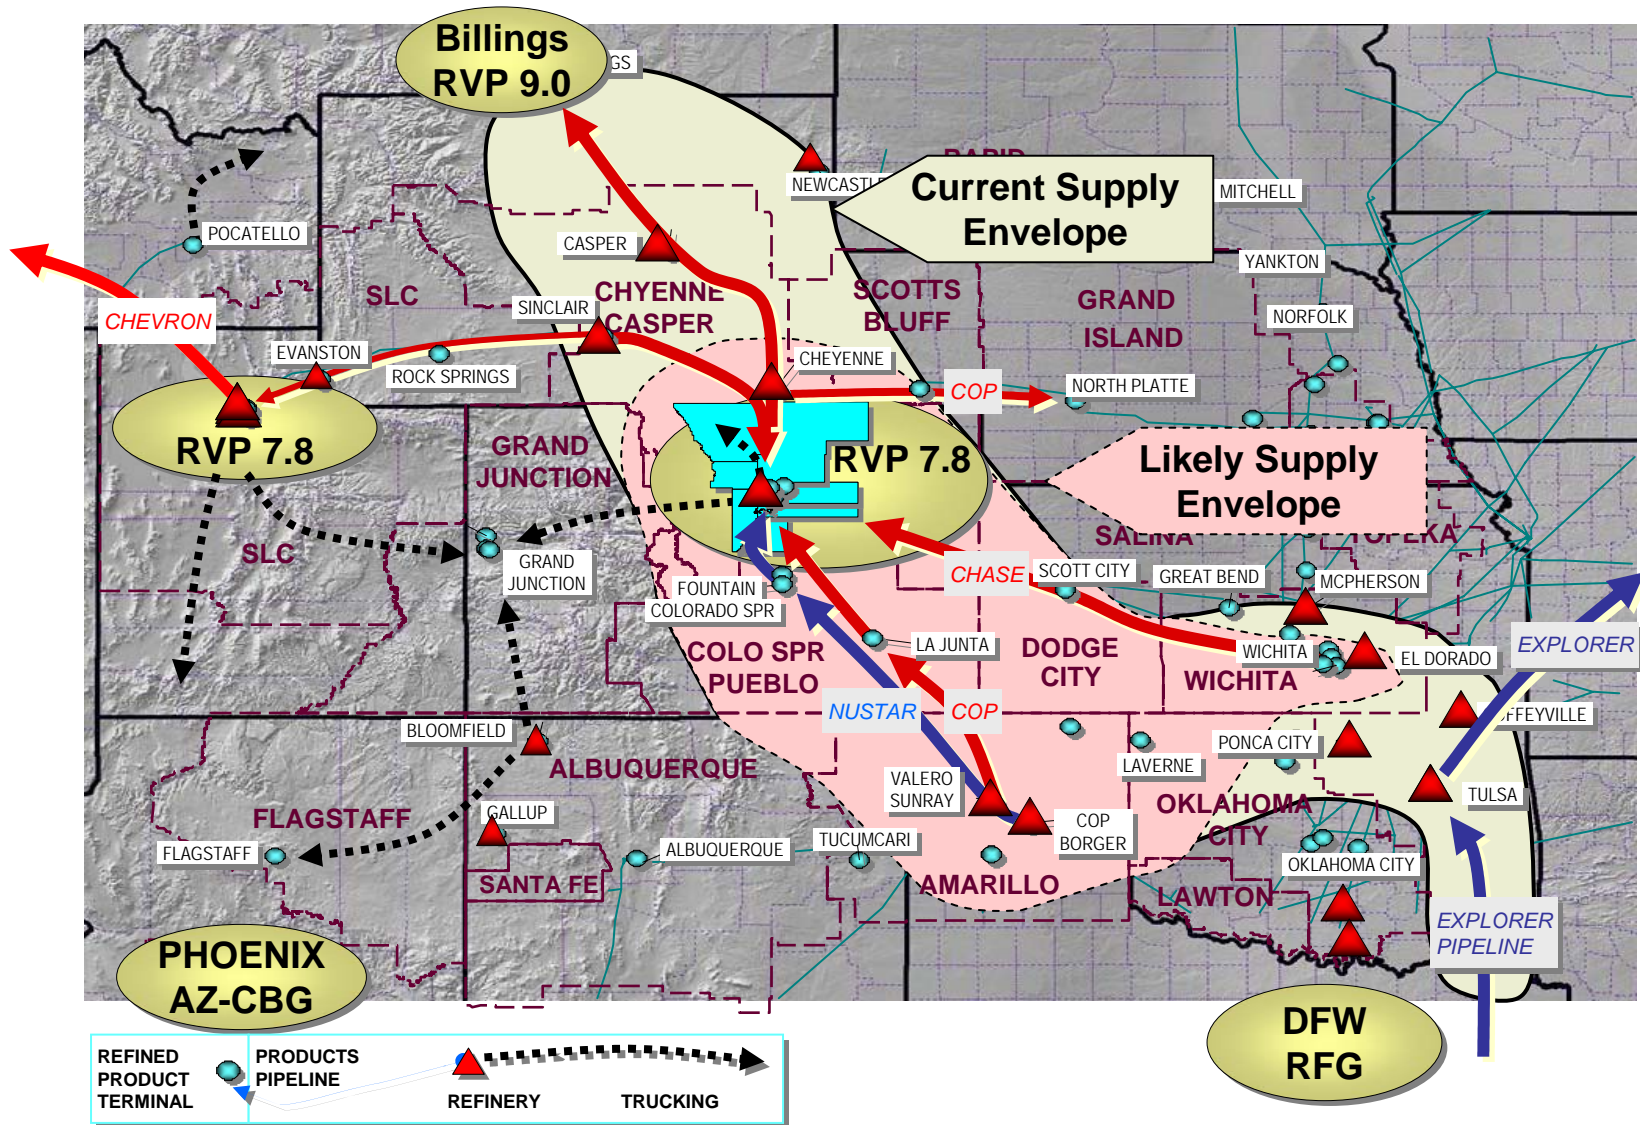 Billings
RVP 9.0
GS
NEWCASTLE
Current Supply
Envelope
MITCHELL
POCATELLO
CASPER
YANKTON
SLC
CHYENNE
CASPER
SCOTTS
BLUFF
GRAND
ISLAND
CHEVRON
SINCLAIR
NORFOLK
EVANSTON
ROCK SPRINGS
CHEYENNE
COP
NORTH PLATTE
RVP 7.8
GRAND
JUNCTION
RVP 7.8
Likely Supply
Envelope
SALINA
TOPEKA
SLC
GRAND
JUNCTION
FOUNTAIN
COLORADO SPR
CHASE
SCOTT CITY
GREAT BEND
MCPHERSON
LA JUNTA
COLO SPR
PUEBLO
DODGE
CITY
WICHITA
WICHITA
EL DORADO
EXPLORER
NUSTAR
COP
BLOOMFIELD
ALBUQUERQUE
LAVERNE
PONCA CITY
FFEYVILLE
VALERO
SUNRAY
OKLAHOMA
CITY
TULSA
FLAGSTAFF
GALLUP
COP
BORGER
FLAGSTAFF
ALBUQUERQUE
TUCUMCARI
OKLAHOMA CITY
SANTA FE
AMARILLO
LAWTON
EXPLORER
PIPELINE
PHOENIX
AZ-CBG
DFW
RFG
REFINED
PRODUCT
TERMINAL
PRODUCTS
PIPELINE
REFINERY
TRUCKING